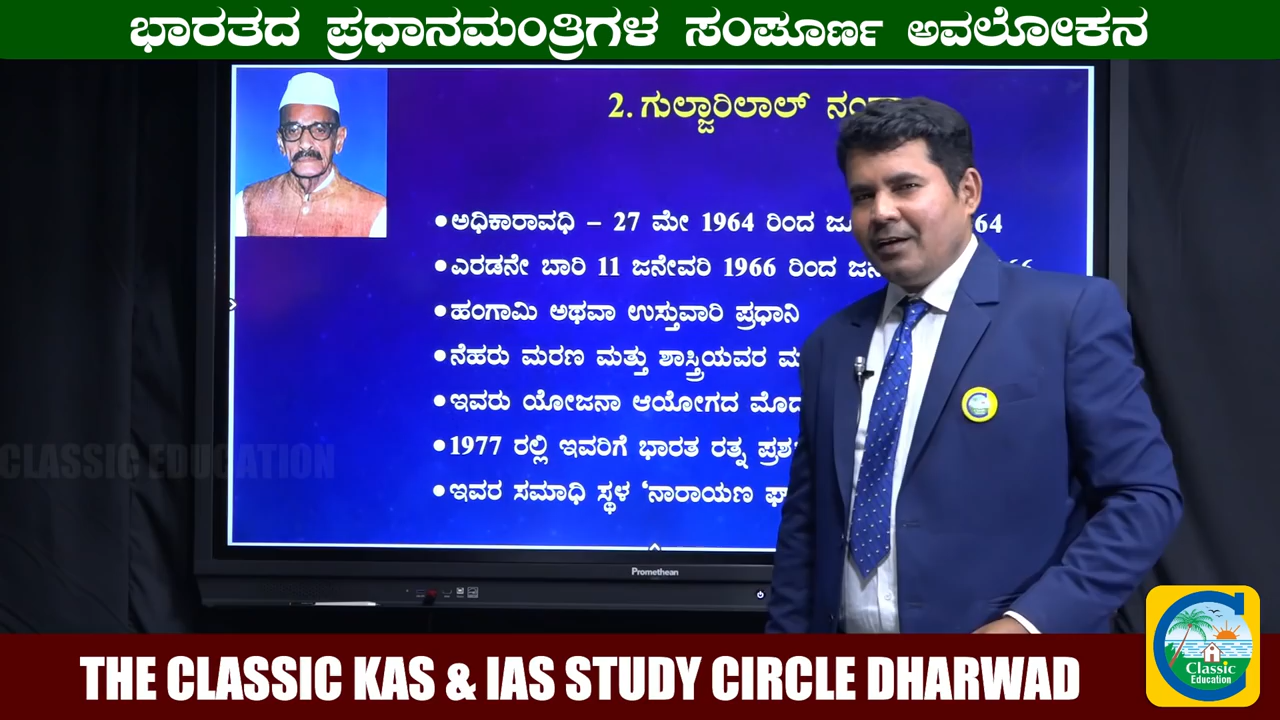 ಭಾರತದ ಪ್ರಧಾನಮಂತ್ರಿಗಳ ಸಂಪೂರ್ಣ ಅವಲೋಕನ
2. ಗುಲ್ಜಾರಿಲಾಲ್
•ಅಧಿಕಾರಾವಧಿ – 27 ಮೇ 1964 ರಿಂದ
•ಎರಡನೇ ಬಾರಿ 11 ಜನೇವರಿ 1966 ರಿಂದ
•ಹಂಗಾಮಿ ಅಥವಾ ಉಸ್ತುವಾರಿ ಪ್ರಧಾನಿ
•ನೆಹರು ಮರಣ ಮತ್ತು ಶಾಸ್ತ್ರಿಯವರ
•ಇವರು ಯೋಜನಾ ಆಯೋಗದ
•1977 ರಲ್ಲಿ ಇವರಿಗೆ ಭಾರತ ರತ್ನ
•ಇವರ ಸಮಾಧಿ ಸ್ಥಳ ‘ನಾರಾಯಣ
CLASSIC EDUCATION
Promethean
Classic
Education
THE CLASSIC KAS & IAS STUDY CIRCLE DHARWAD